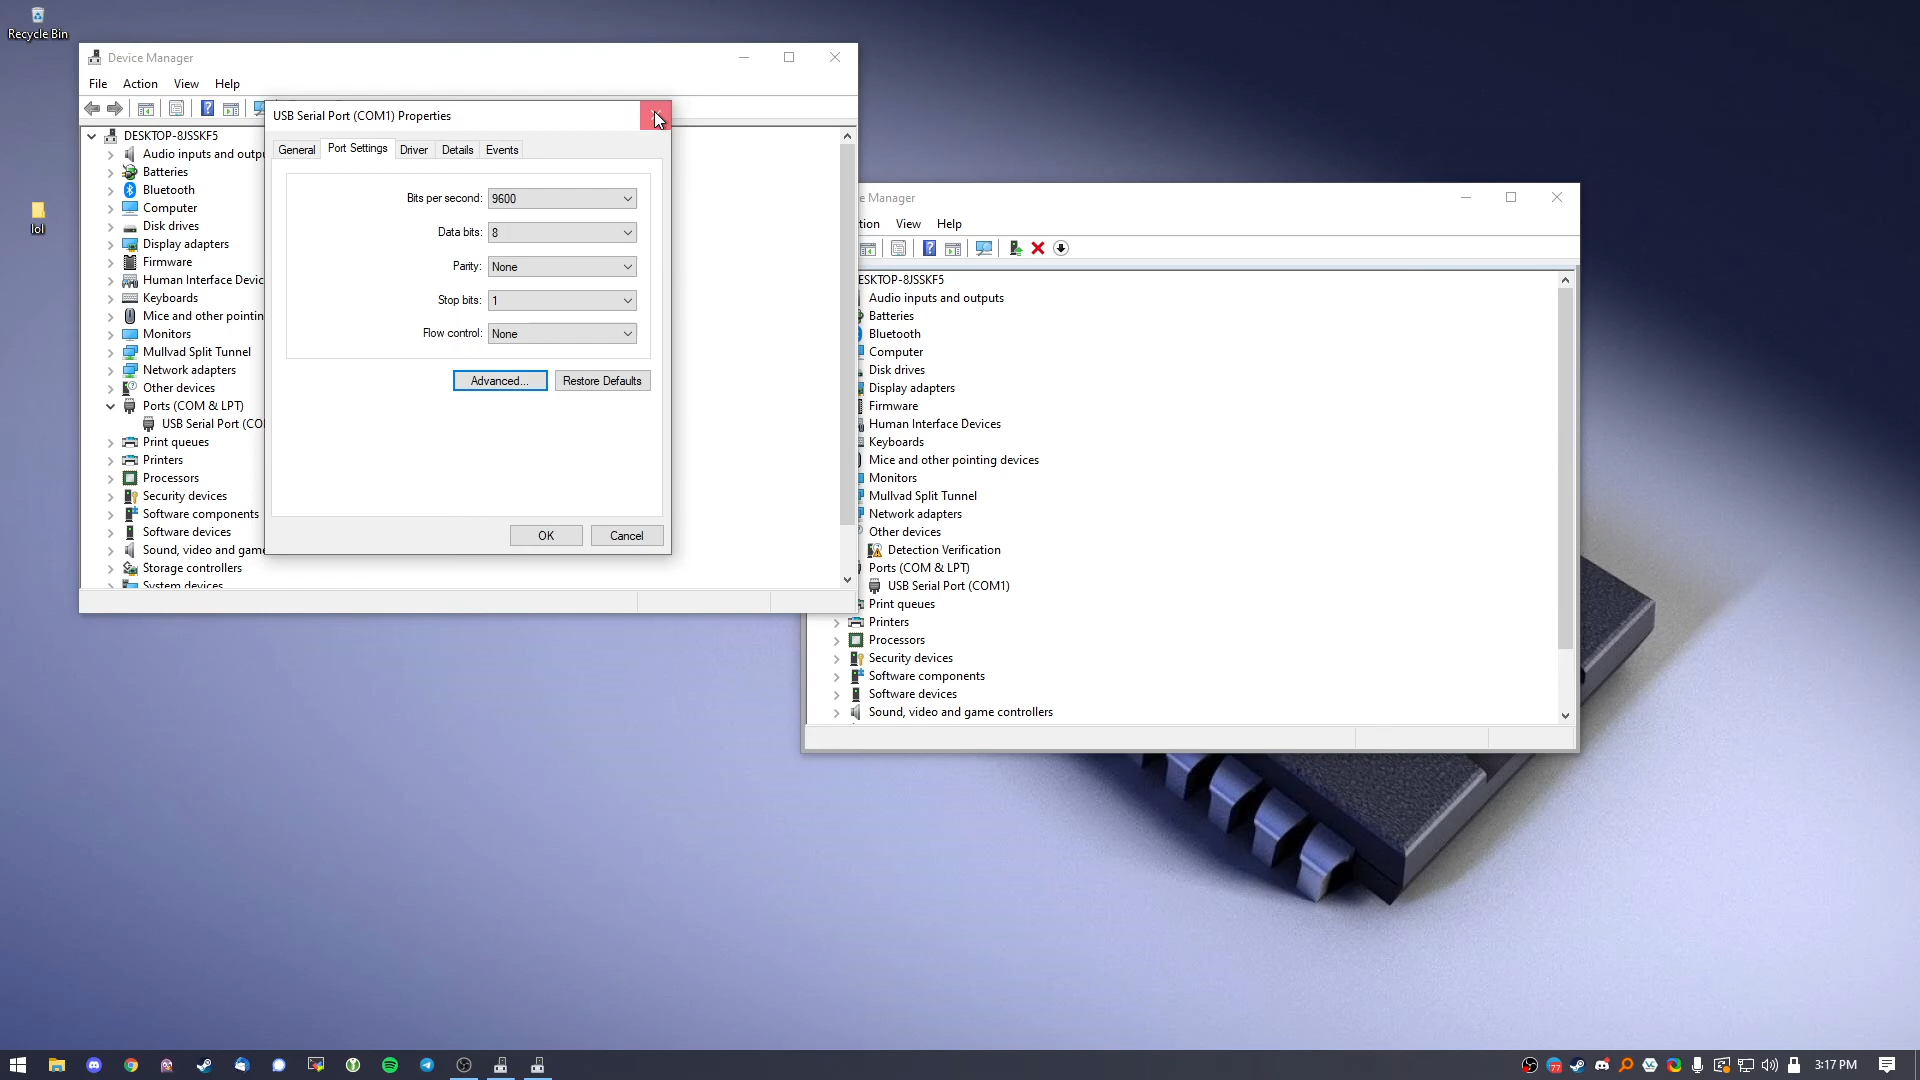 Recycle Bin
lol
Device Manager
File Action View Help
DESKTOP-8JSSKF5
Audio inputs and outpu
Batteries
Bluetooth
Computer
Disk drives
Display adapters
Firmware
Human Interface Devic
Keyboards
Mice and other pointin
Monitors
Mullvad Split Tunnel
Network adapters
Other devices
Ports (COM & LPT)
USB Serial Port (CO
Print queues
Printers
Processors
Security devices
Software components
Software devices
Sound, video and game
Storage controllers
System devices
USB Serial Port (COM1) Properties
General Port Settings Driver Details Events
Bits per second: 9600
Data bits: 8
Parity: None
Stop bits: 1
Flow control: None
Advanced... Restore Defaults
OK Cancel
e Manager
tion View Help
ESKTOP-8JSSKF5
Audio inputs and outputs
Batteries
Bluetooth
Computer
Disk drives
Display adapters
Firmware
Human Interface Devices
Keyboards
Mice and other pointing devices
Monitors
Mullvad Split Tunnel
Network adapters
Other devices
Detection Verification
Ports (COM & LPT)
USB Serial Port (COM1)
Print queues
Printers
Processors
Security devices
Software components
Software devices
Sound, video and game controllers
77
3:17 PM